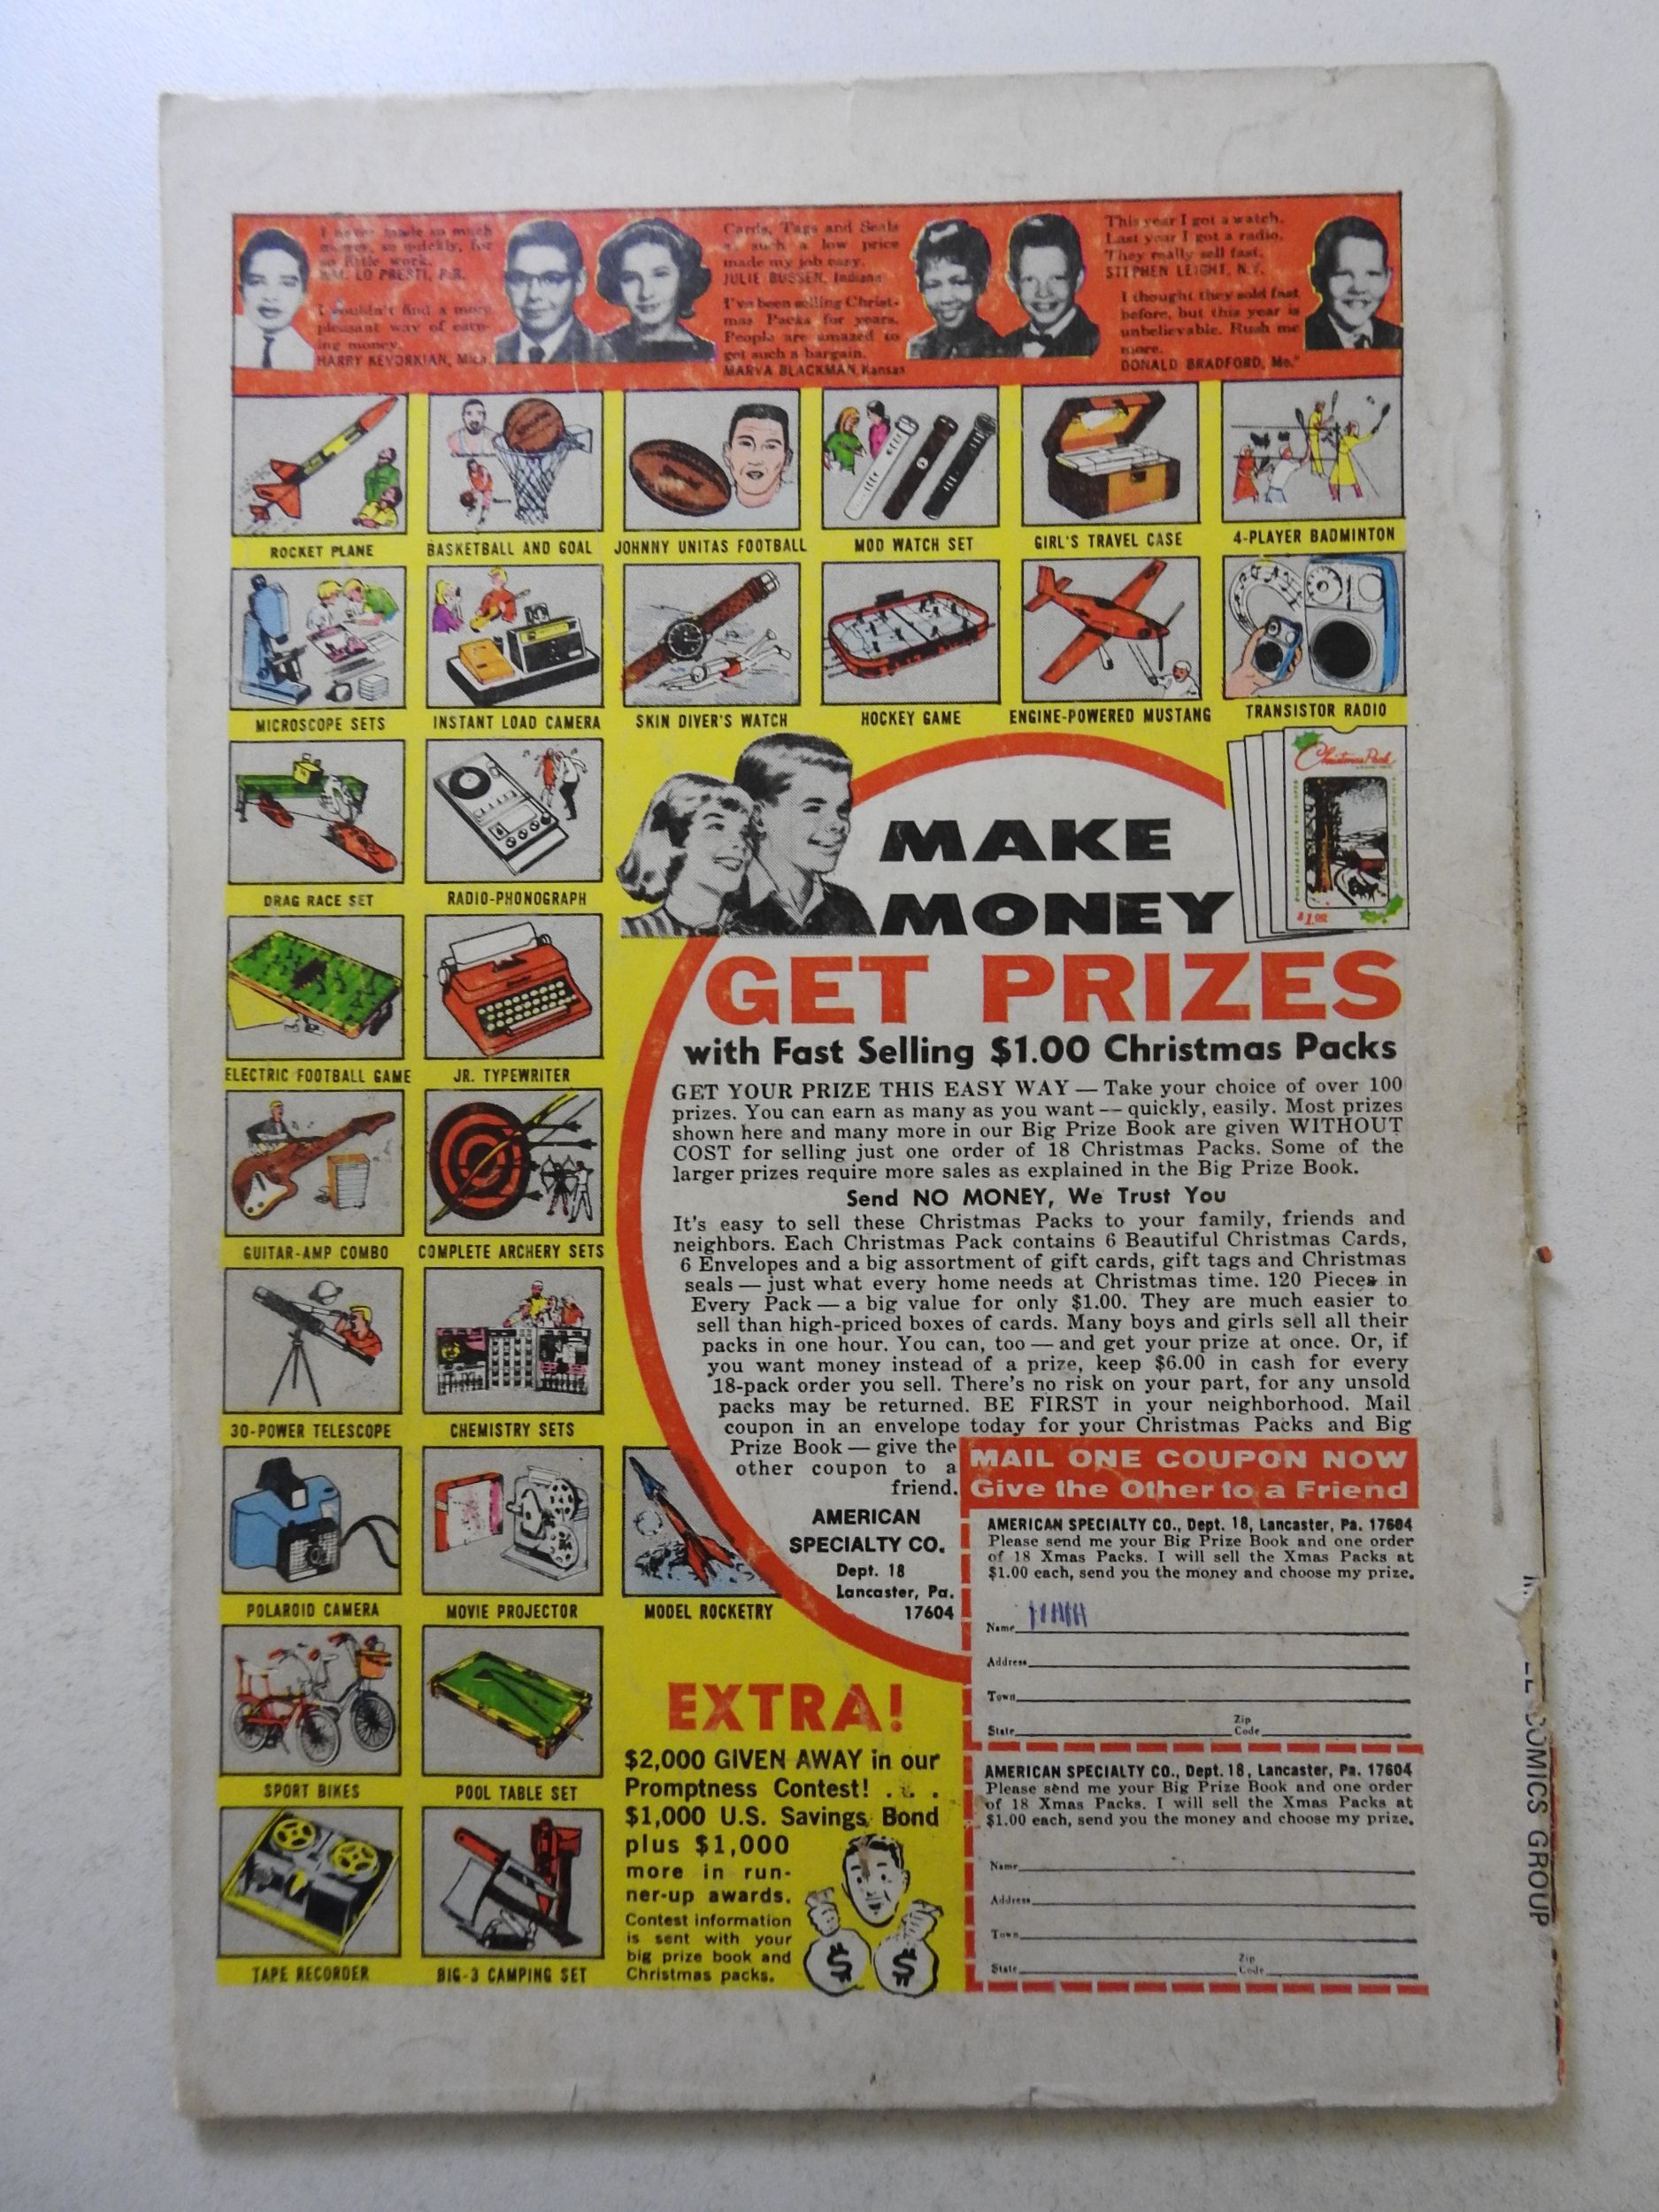 I never made so much
money, so quickly, for
so little work.
WM. LO PRESTI, P.R.
I couldn't find a more
pleasant way of earn-
ing money.
HARRY KEVORKIAN, Mich.
Cards, Tags and Seals
at such a low price
made my job easy.
JULIE BUSSEN, Indiana
I've been selling Christ-
mas Packs for years.
People are amazed to
get such a bargain.
MARVA BLACKMAN, Kansas
This year I got a watch.
Last year I got a radio.
They really sell fast.
STEPHEN LEIGHT, N.Y.
I thought they sold fast
before, but this year is
unbelievable. Rush me
more.
DONALD BRADFORD, Mo."
ROCKET PLANE
BASKETBALL AND GOAL
JOHNNY UNITAS FOOTBALL
MOD WATCH SET
GIRL'S TRAVEL CASE
4-PLAYER BADMINTON
MICROSCOPE SETS
INSTANT LOAD CAMERA
SKIN DIVER'S WATCH
HOCKEY GAME
ENGINE-POWERED MUSTANG
TRANSISTOR RADIO
DRAG RACE SET
RADIO-PHONOGRAPH
ELECTRIC FOOTBALL GAME
JR. TYPEWRITER
GUITAR-AMP COMBO
COMPLETE ARCHERY SETS
30-POWER TELESCOPE
CHEMISTRY SETS
POLAROID CAMERA
MOVIE PROJECTOR
MODEL ROCKETRY
SPORT BIKES
POOL TABLE SET
TAPE RECORDER
BIG-3 CAMPING SET
Christmas Pack
$1.00
MAKE
MONEY
GET PRIZES
with Fast Selling $1.00 Christmas Packs
GET YOUR PRIZE THIS EASY WAY — Take your choice of over 100
prizes. You can earn as many as you want — quickly, easily. Most prizes
shown here and many more in our Big Prize Book are given WITHOUT
COST for selling just one order of 18 Christmas Packs. Some of the
larger prizes require more sales as explained in the Big Prize Book.
Send NO MONEY, We Trust You
It's easy to sell these Christmas Packs to your family, friends and
neighbors. Each Christmas Pack contains 6 Beautiful Christmas Cards,
6 Envelopes and a big assortment of gift cards, gift tags and Christmas
seals — just what every home needs at Christmas time. 120 Pieces in
Every Pack — a big value for only $1.00. They are much easier to
sell than high-priced boxes of cards. Many boys and girls sell all their
packs in one hour. You can, too — and get your prize at once. Or, if
you want money instead of a prize, keep $6.00 in cash for every
18-pack order you sell. There's no risk on your part, for any unsold
packs may be returned. BE FIRST in your neighborhood. Mail
coupon in an envelope today for your Christmas Packs and Big
Prize Book — give the
other coupon to a
friend.
AMERICAN
SPECIALTY CO.
Dept. 18
Lancaster, Pa.
17604
MAIL ONE COUPON NOW
Give the Other to a Friend
AMERICAN SPECIALTY CO., Dept. 18, Lancaster, Pa. 17604
Please send me your Big Prize Book and one order
of 18 Xmas Packs. I will sell the Xmas Packs at
$1.00 each, send you the money and choose my prize.
Name
Address
Town
State Zip Code
AMERICAN SPECIALTY CO., Dept. 18, Lancaster, Pa. 17604
Please send me your Big Prize Book and one order
of 18 Xmas Packs. I will sell the Xmas Packs at
$1.00 each, send you the money and choose my prize.
Name
Address
Town
State Zip Code
EXTRA!
$2,000 GIVEN AWAY in our
Promptness Contest! . . .
$1,000 U.S. Savings Bond
plus $1,000
more in run-
ner-up awards.
Contest information
is sent with your
big prize book and
Christmas packs.
$ $
COMICS GROUP